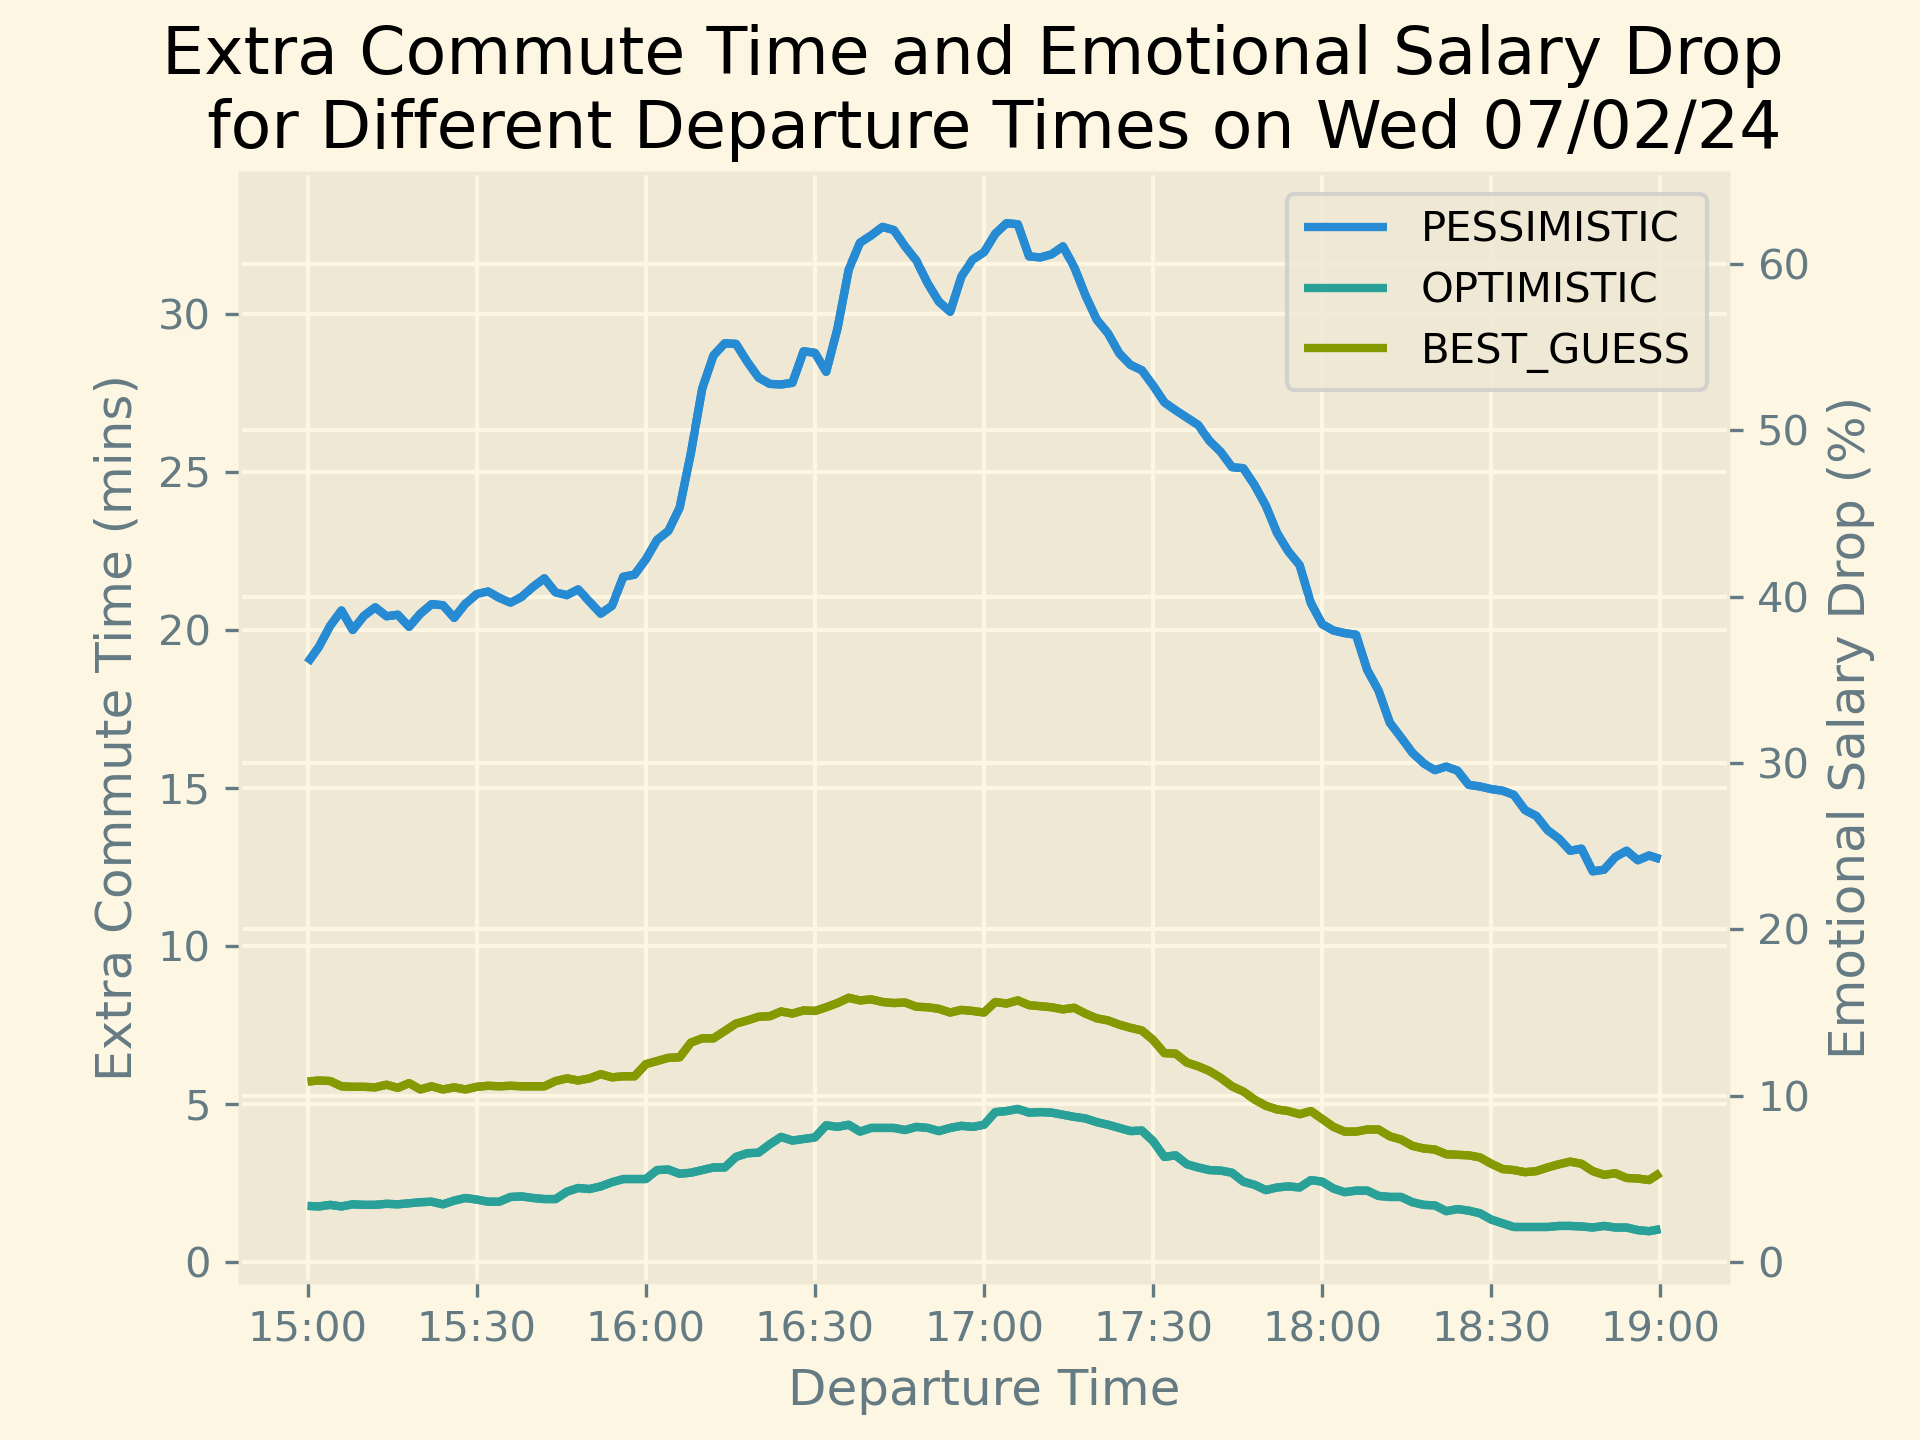 Extra Commute Time and Emotional Salary Drop
for Different Departure Times on Wed 07/02/24
PESSIMISTIC
OPTIMISTIC
BEST_GUESS
Extra Commute Time (mins)
30
25
20
15
10
5
0
60
50
40
30
20
10
0
Emotional Salary Drop (%)
15:00 15:30 16:00 16:30 17:00 17:30 18:00 18:30 19:00
Departure Time